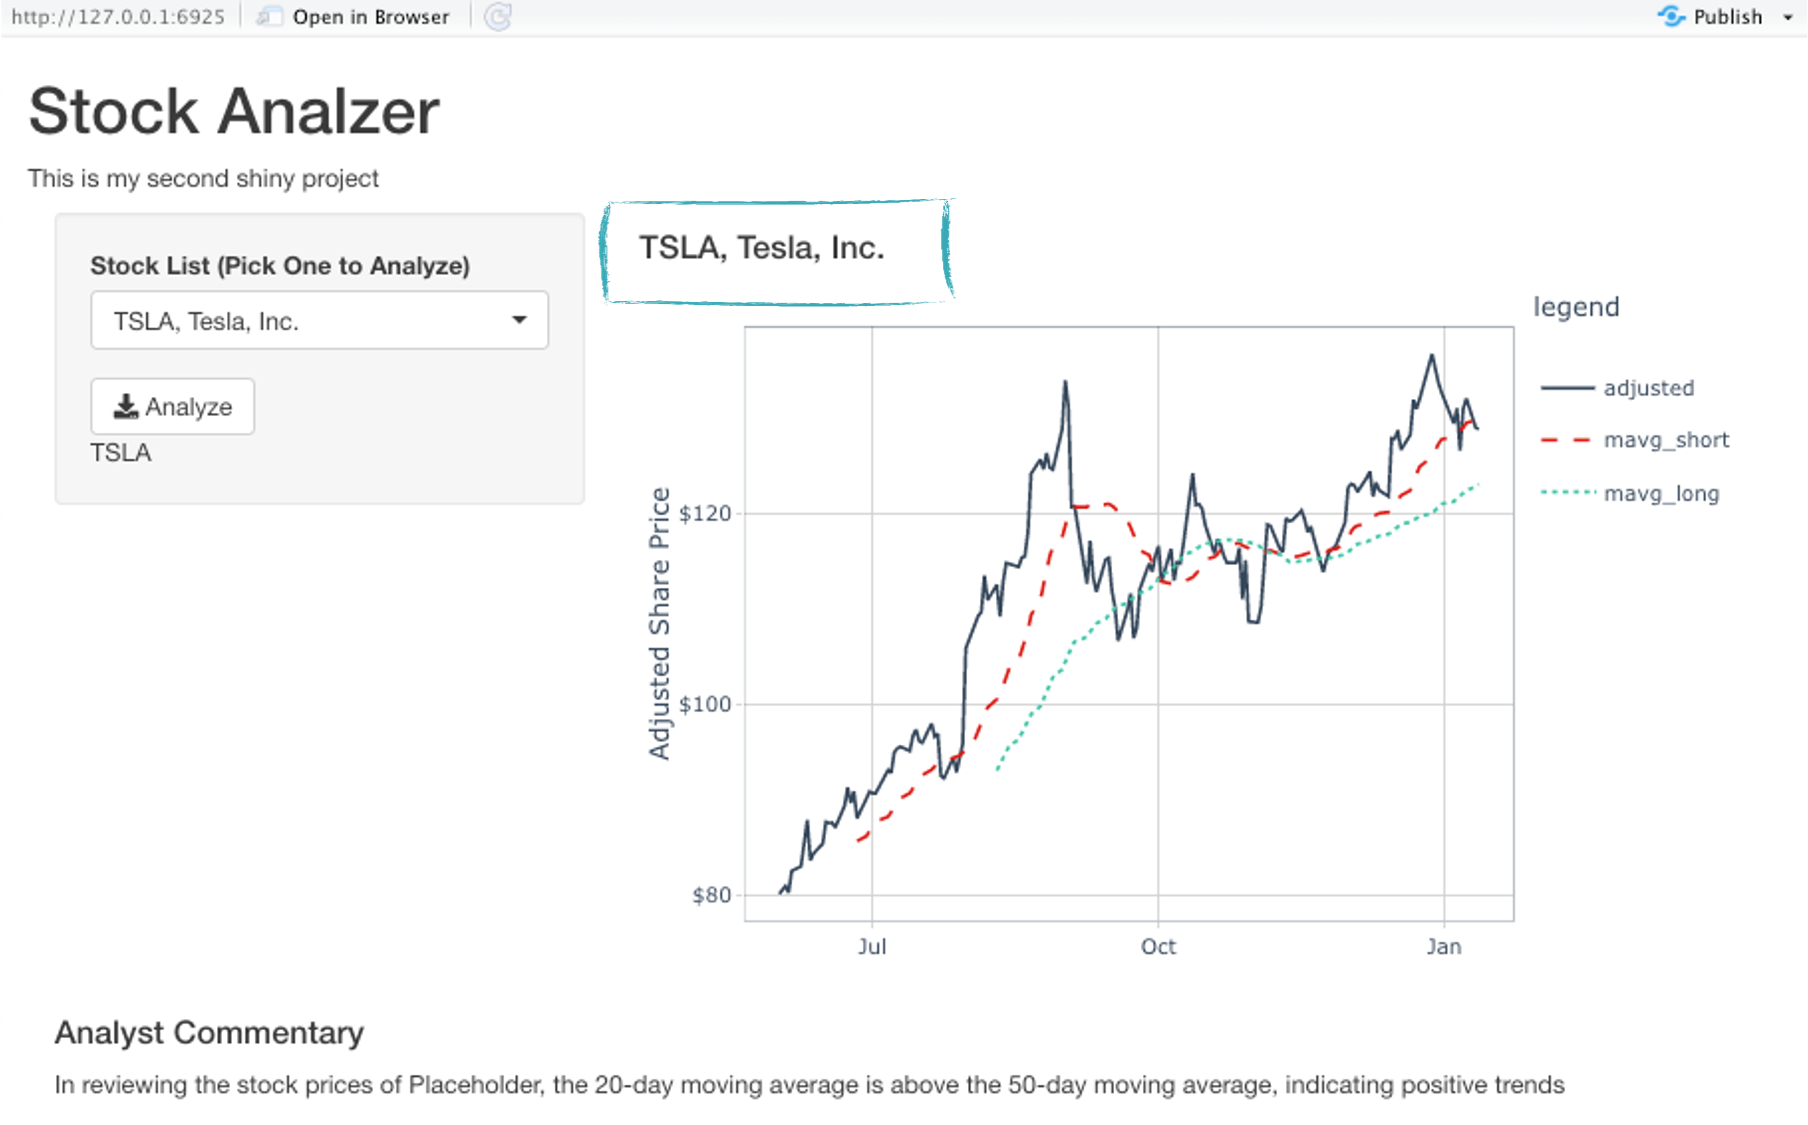 http://127.0.0.1:6925 Open in Browser Publish
Stock Analzer
This is my second shiny project
Stock List (Pick One to Analyze)
TSLA, Tesla, Inc.
Analyze
TSLA
TSLA, Tesla, Inc.
legend
adjusted
mavg_short
mavg_long
Adjusted Share Price
$120
$100
$80
Jul Oct Jan
Analyst Commentary
In reviewing the stock prices of Placeholder, the 20-day moving average is above the 50-day moving average, indicating positive trends